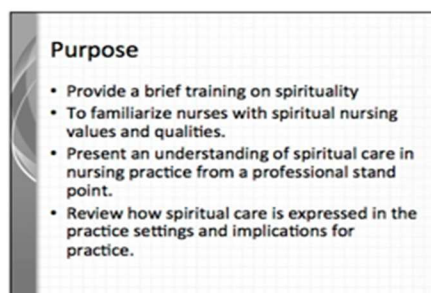 Purpose
• Provide a brief training on spirituality
• To familiarize nurses with spiritual nursing
values and qualities.
• Present an understanding of spiritual care in
nursing practice from a professional stand
point.
• Review how spiritual care is expressed in the
practice settings and implications for
practice.